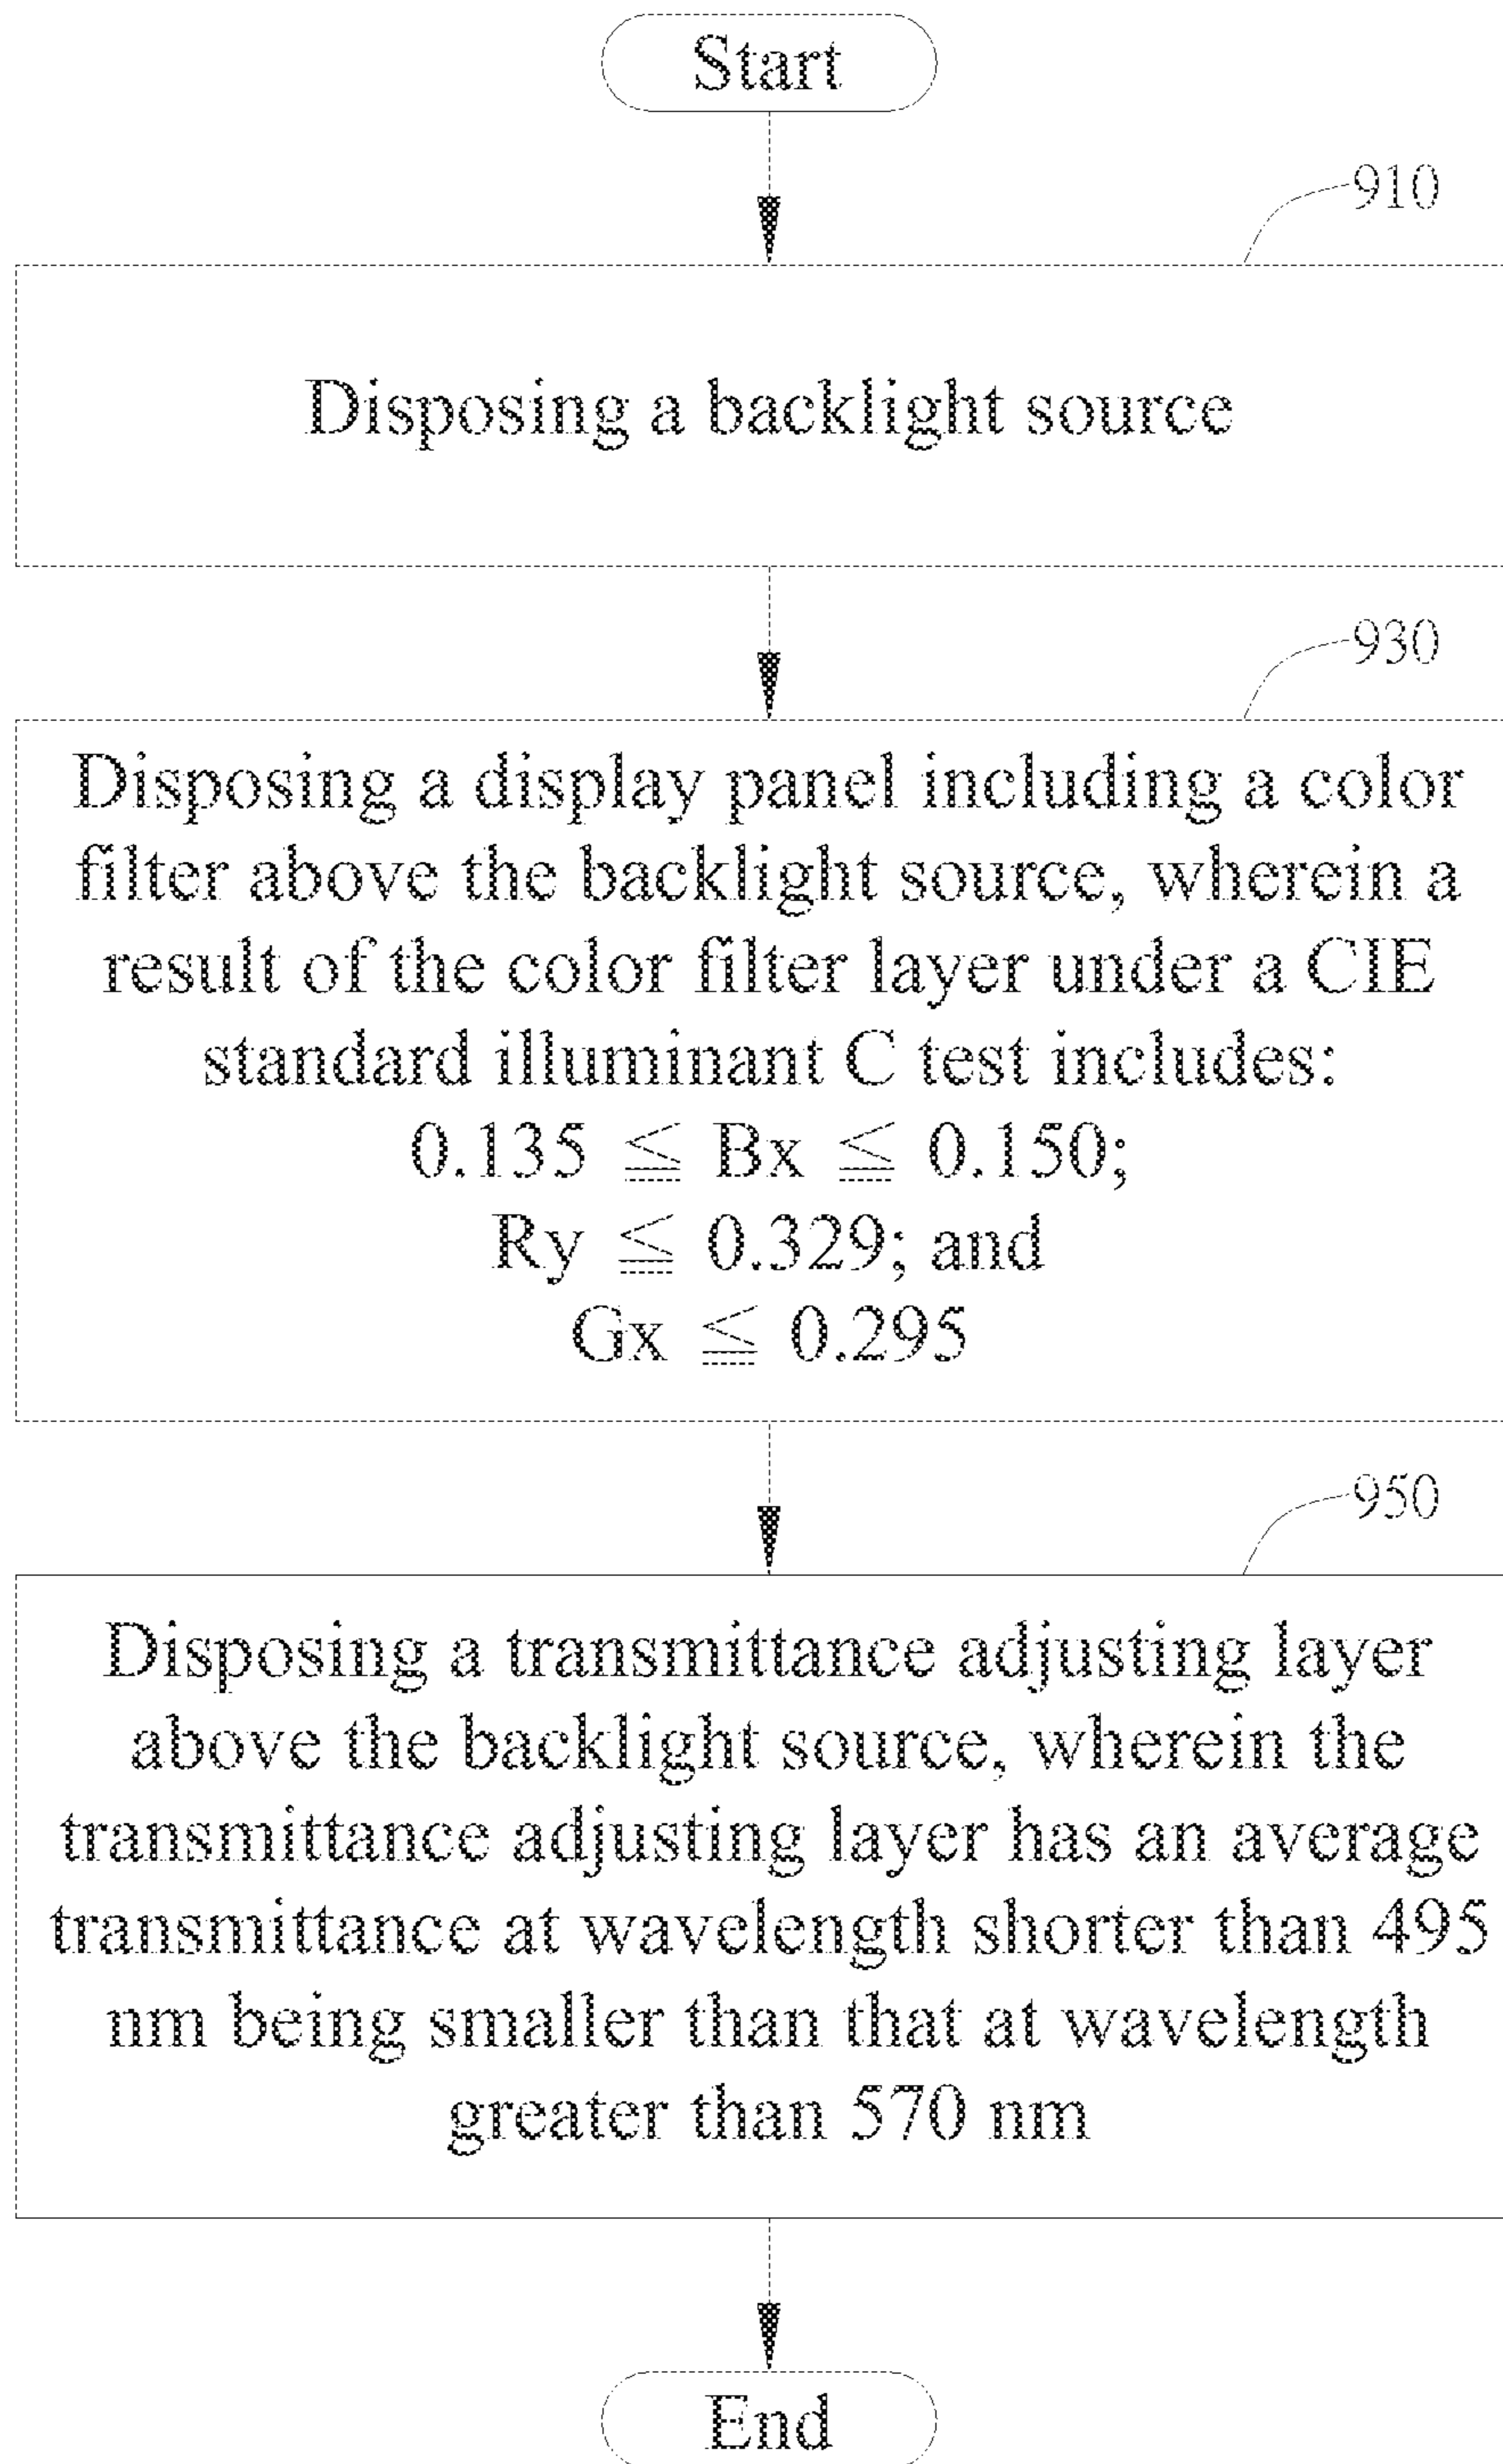 Start
910
Disposing a backlight source
930
Disposing a display panel including a color
filter above the backlight source, wherein a
result of the color filter layer under a CIE
standard illuminant C test includes:
0.135 ≦ Bx ≦ 0.150;
Ry ≦ 0.329; and
Gx ≦ 0.295
950
Disposing a transmittance adjusting layer
above the backlight source, wherein the
transmittance adjusting layer has an average
transmittance at wavelength shorter than 495
nm being smaller than that at wavelength
greater than 570 nm
End